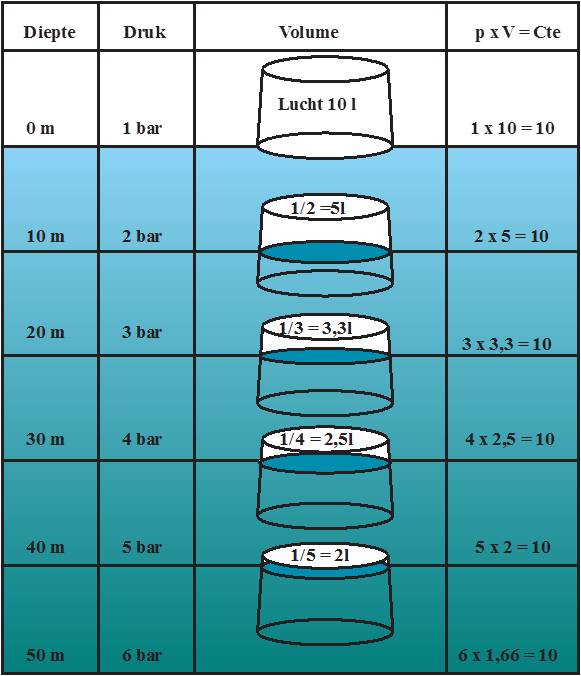 Diepte Druk Volume p x V = Cte
Lucht 10 l
0 m 1 bar 1 x 10 = 10
1/2 =5l
10 m 2 bar 2 x 5 = 10
20 m 3 bar 1/3 = 3,3l 3 x 3,3 = 10
30 m 4 bar 1/4 = 2,5l 4 x 2,5 = 10
40 m 5 bar 1/5 = 2l 5 x 2 = 10
50 m 6 bar 6 x 1,66 = 10